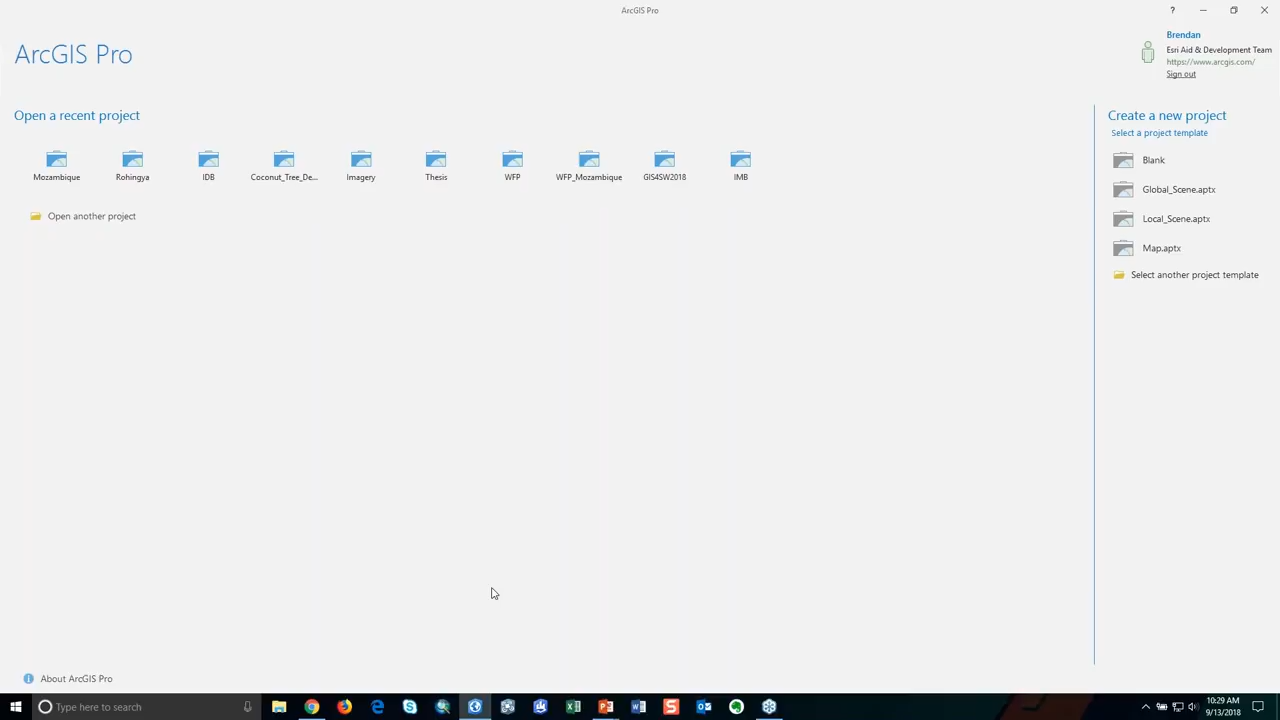 ArcGIS Pro
?
ArcGIS Pro
Brendan
Esri Aid & Development Team
https://www.arcgis.com/
Sign out
Open a recent project
Mozambique
Rohingya
IDB
Coconut_Tree_De...
Imagery
Thesis
WFP
WFP_Mozambique
GIS4SW2018
IMB
Open another project
Create a new project
Select a project template
Blank
Global_Scene.aptx
Local_Scene.aptx
Map.aptx
Select another project template
About ArcGIS Pro
Type here to search
10:29 AM
9/13/2018